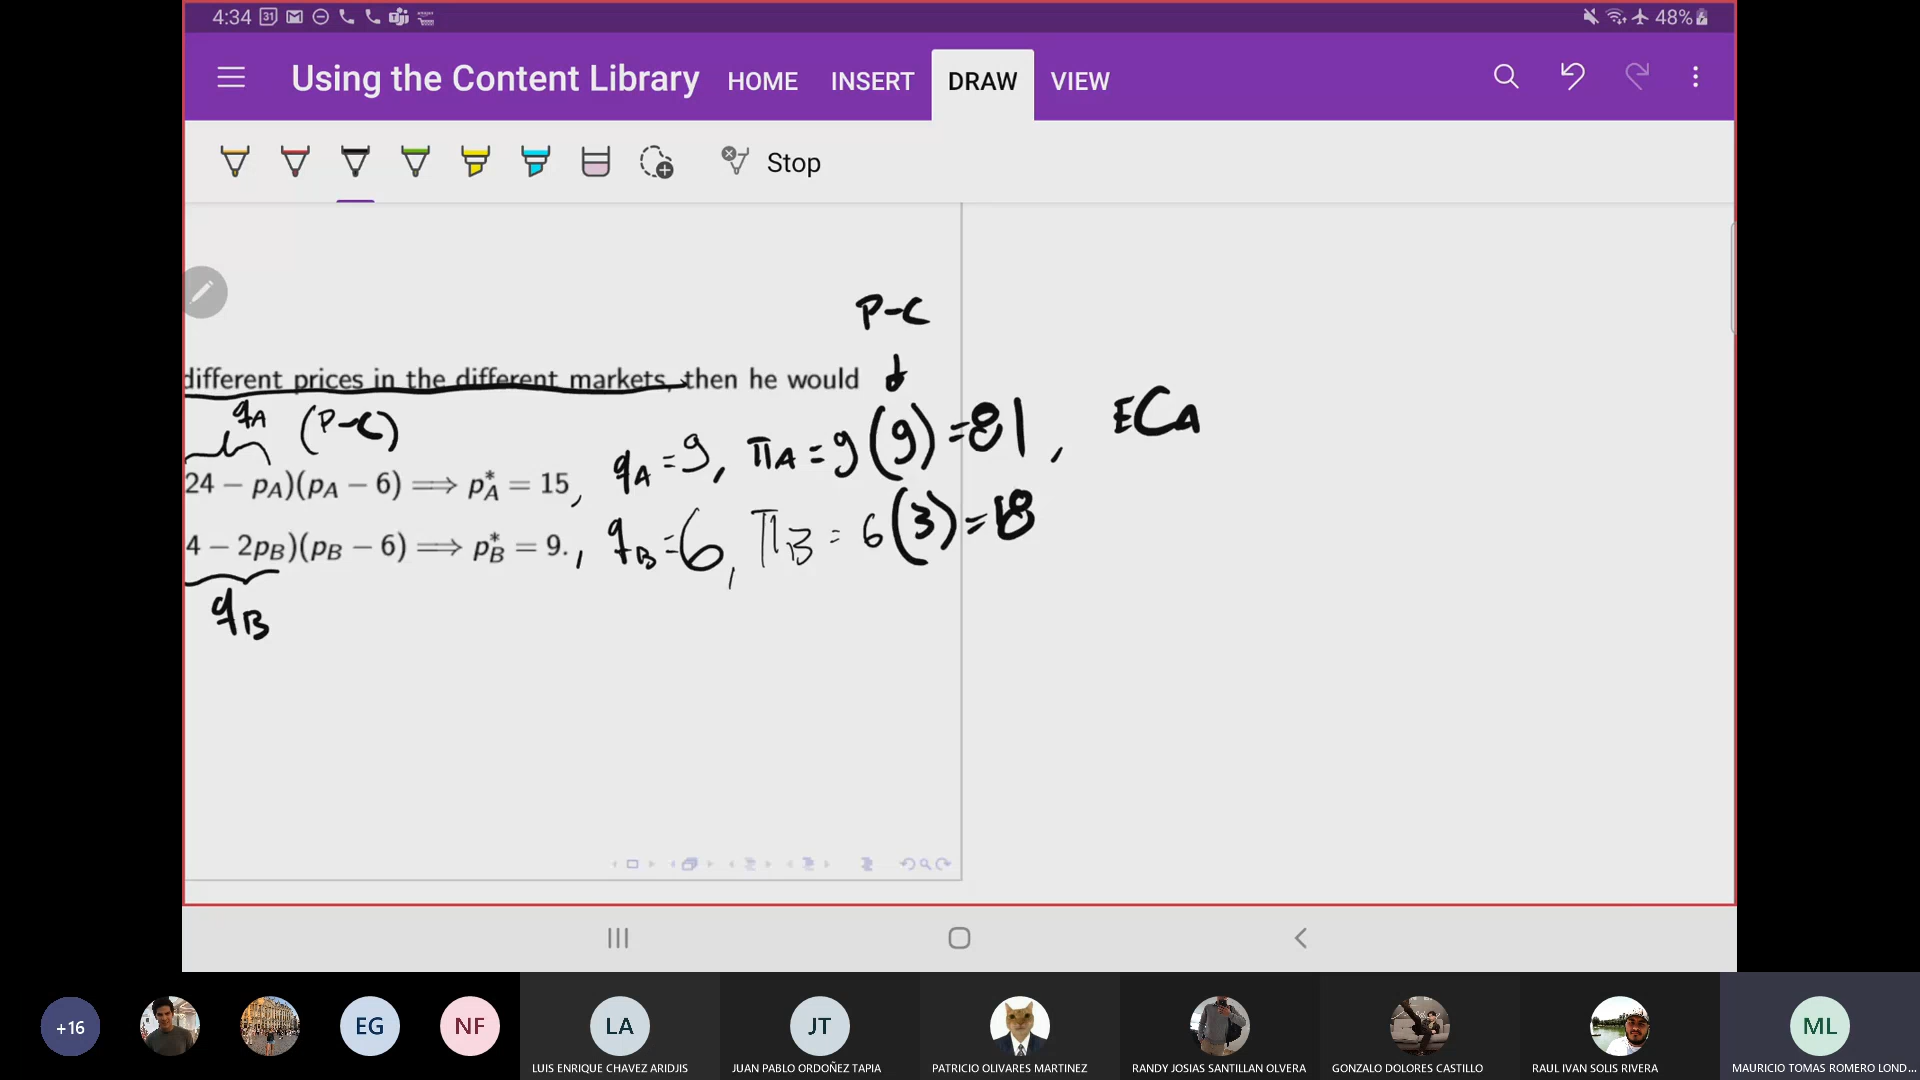 4:34 31 48%
Using the Content Library HOME INSERT DRAW VIEW
Stop
P-C
different prices in the different markets, then he would
qA (P-C)
24 − pA)(pA − 6) ⟹ p*A = 15, qA = 9, πA = 9(9) = 81, ECA
4 − 2pB)(pB − 6) ⟹ p*B = 9., qB = 6, πB = 6(3) = 18
qB
+16 EG NF LA JT ML
LUIS ENRIQUE CHAVEZ ARIDJIS JUAN PABLO ORDOÑEZ TAPIA PATRICIO OLIVARES MARTINEZ RANDY JOSIAS SANTILLAN OLVERA GONZALO DOLORES CASTILLO RAUL IVAN SOLIS RIVERA MAURICIO TOMAS ROMERO LOND...